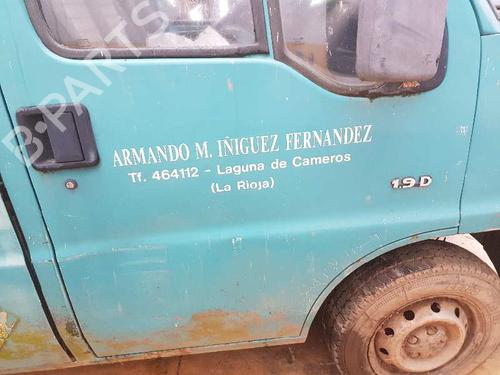 B-PARTS
ARMANDO M. IÑIGUEZ FERNANDEZ
Tf. 464112 - Laguna de Cameros
(La Rioja)
1.9 D